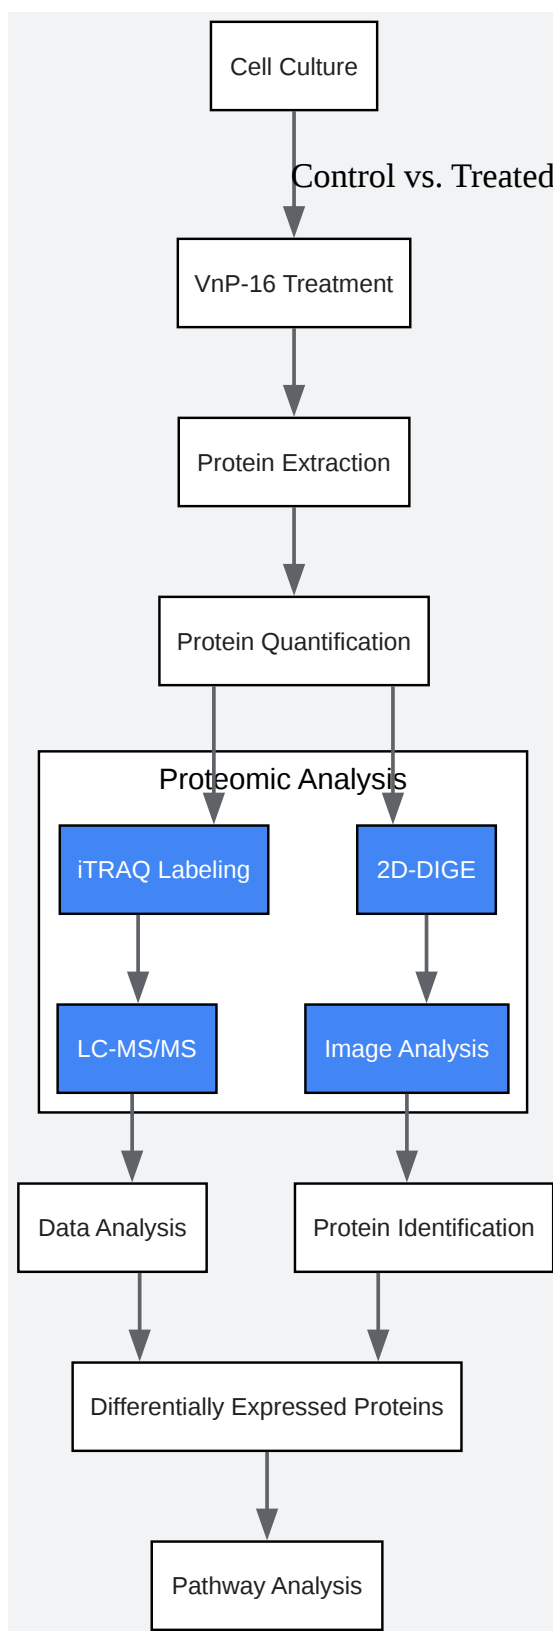 Cell Culture
Control vs. Treated
VnP-16 Treatment
Protein Extraction
Protein Quantification
Proteomic Analysis
iTRAQ Labeling
2D-DIGE
LC-MS/MS
Image Analysis
Data Analysis
Protein Identification
Differentially Expressed Proteins
Pathway Analysis